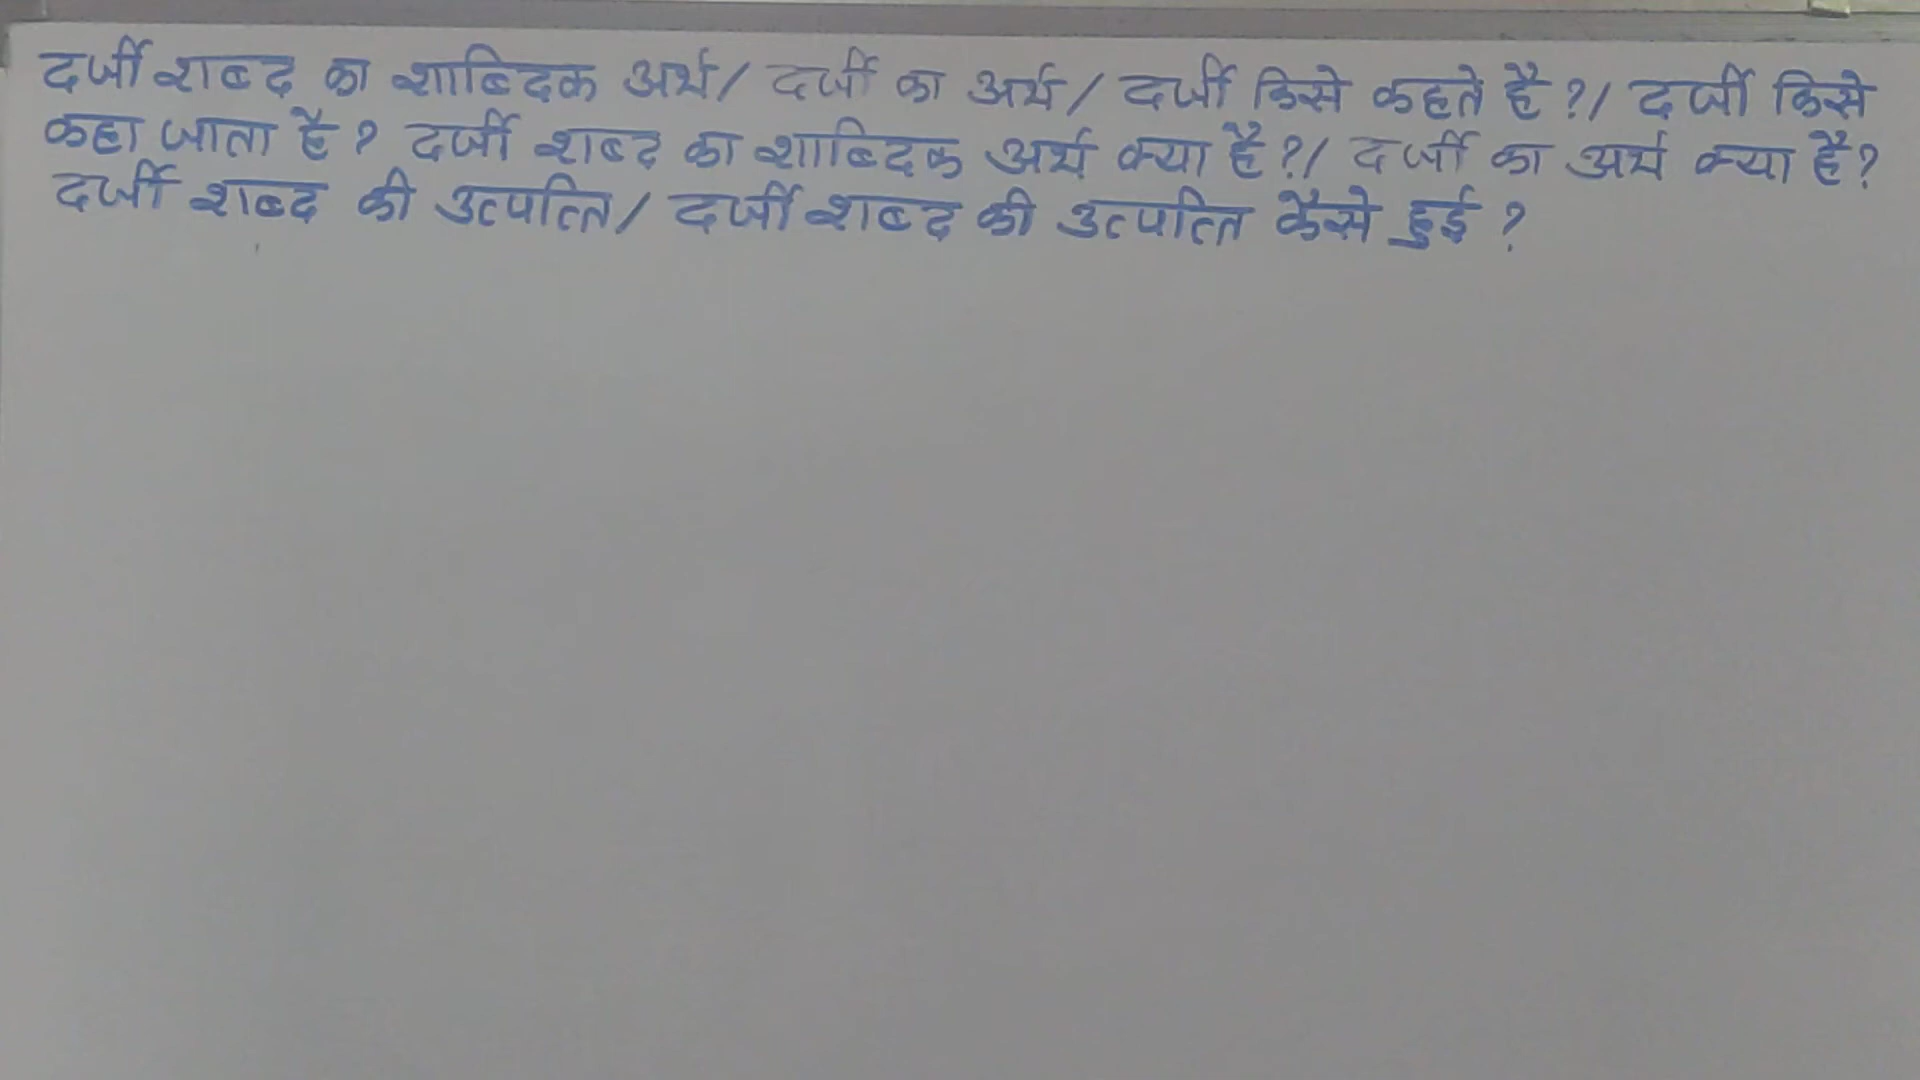 दर्जी शब्द का शाब्दिक अर्थ/ दर्जी का अर्थ/ दर्जी किसे कहते है ?/ दर्जी किसे
कहा जाता है ? दर्जी शब्द का शाब्दिक अर्थ क्या है ?/ दर्जी का अर्थ क्या है ?
दर्जी शब्द की उत्पत्ति/ दर्जी शब्द की उत्पत्ति कैसे हुई ?